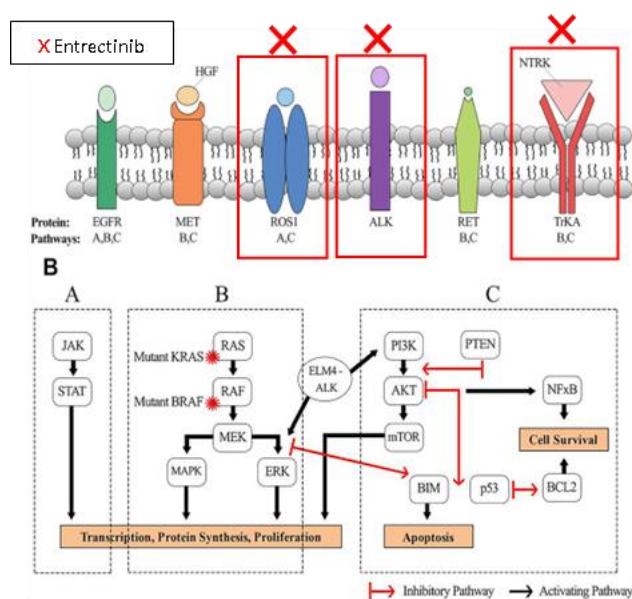 X Entrectinib
HGF
NTRK
Protein: EGFR MET ROS1 ALK RET TrKA
Pathways: A,B,C B,C A,C B,C B,C
B
A B C
JAK
STAT
Mutant KRAS RAS
Mutant BRAF RAF
MEK
MAPK ERK
ELM4-
ALK
PI3K PTEN
AKT NFxB
mTOR Cell Survival
BIM p53 BCL2
Transcription, Protein Synthesis, Proliferation Apoptosis
Inhibitory Pathway Activating Pathway